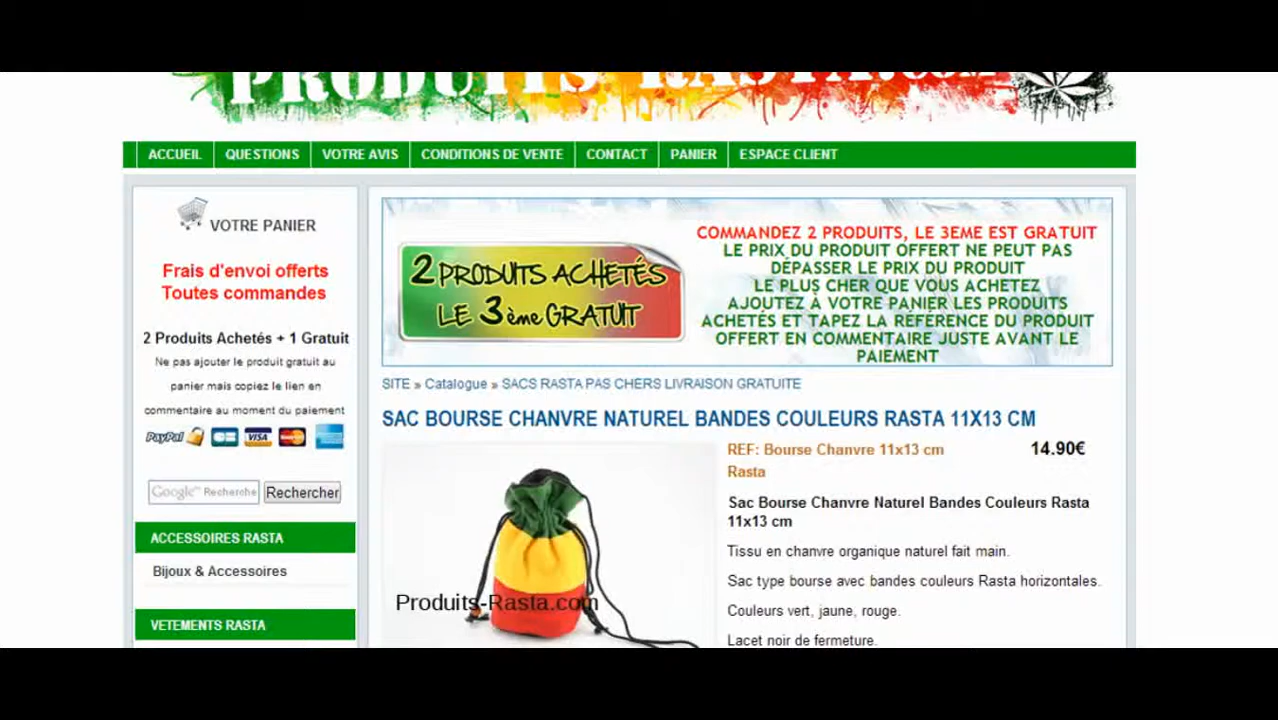 PRODUITS RASTA.com
ACCUEIL
QUESTIONS
VOTRE AVIS
CONDITIONS DE VENTE
CONTACT
PANIER
ESPACE CLIENT
VOTRE PANIER
Frais d'envoi offerts
Toutes commandes
2 Produits Achetés + 1 Gratuit
Ne pas ajouter le produit gratuit au
panier mais copiez le lien en
commentaire au moment du paiement
PayPal
CB
VISA
MasterCard
Google™ Recherche
Rechercher
ACCESSOIRES RASTA
Bijoux & Accessoires
VETEMENTS RASTA
2 PRODUITS ACHETÉS
LE 3ème GRATUIT
COMMANDEZ 2 PRODUITS, LE 3EME EST GRATUIT
LE PRIX DU PRODUIT OFFERT NE PEUT PAS
DÉPASSER LE PRIX DU PRODUIT
LE PLUS CHER QUE VOUS ACHETEZ
AJOUTEZ À VOTRE PANIER LES PRODUITS
ACHETÉS ET TAPEZ LA RÉFÉRENCE DU PRODUIT
OFFERT EN COMMENTAIRE JUSTE AVANT LE
PAIEMENT
SITE » Catalogue » SACS RASTA PAS CHERS LIVRAISON GRATUITE
SAC BOURSE CHANVRE NATUREL BANDES COULEURS RASTA 11X13 CM
Produits-Rasta.com
REF: Bourse Chanvre 11x13 cm
Rasta
14.90€
Sac Bourse Chanvre Naturel Bandes Couleurs Rasta
11x13 cm
Tissu en chanvre organique naturel fait main.
Sac type bourse avec bandes couleurs Rasta horizontales.
Couleurs vert, jaune, rouge.
Lacet noir de fermeture.